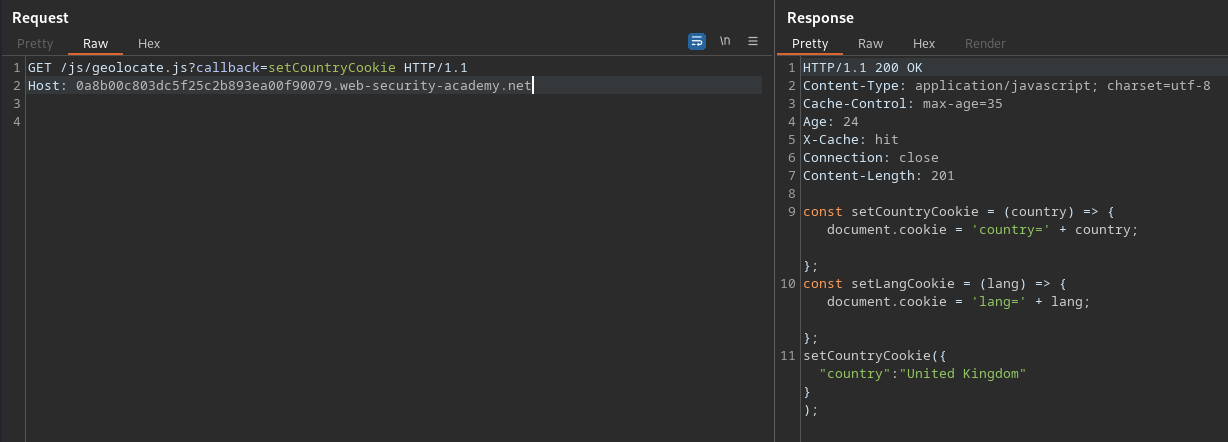 Request
Pretty Raw Hex
\n
1 GET /js/geolocate.js?callback=setCountryCookie HTTP/1.1
2 Host: 0a8b00c803dc5f25c2b893ea00f90079.web-security-academy.net
3
4
Response
Pretty Raw Hex Render
1 HTTP/1.1 200 OK
2 Content-Type: application/javascript; charset=utf-8
3 Cache-Control: max-age=35
4 Age: 24
5 X-Cache: hit
6 Connection: close
7 Content-Length: 201
8
9 const setCountryCookie = (country) => {
document.cookie = 'country=' + country;
};
10 const setLangCookie = (lang) => {
document.cookie = 'lang=' + lang;
};
11 setCountryCookie({
"country":"United Kingdom"
}
);